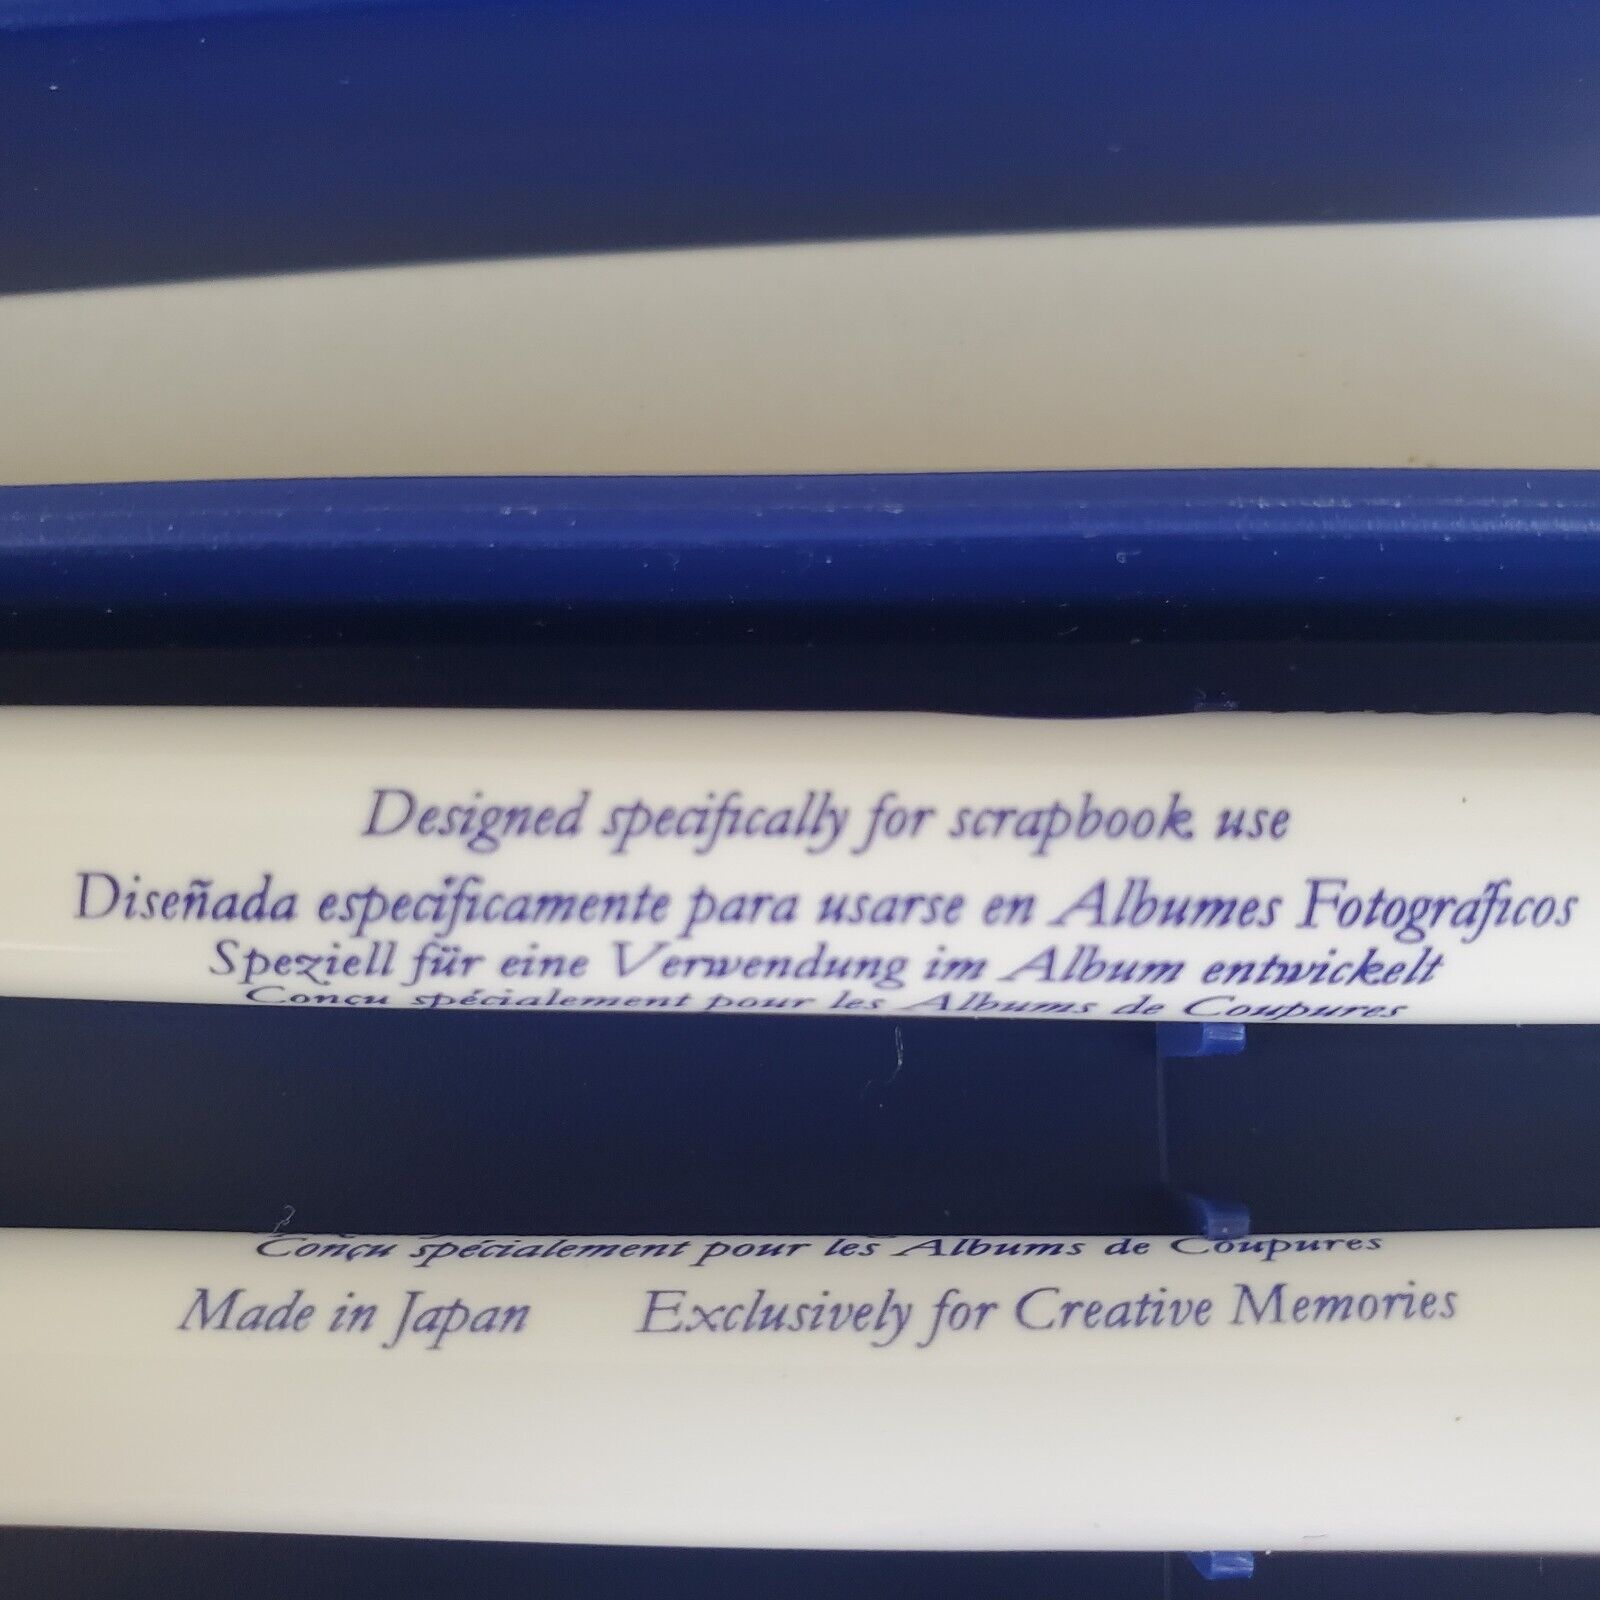 Designed specifically for scrapbook use
Diseñada específicamente para usarse en Albumes Fotográficos
Speziell für eine Verwendung im Album entwickelt
Conçu spécialement pour les Albums de Coupures
Conçu spécialement pour les Albums de Coupures
Made in Japan Exclusively for Creative Memories